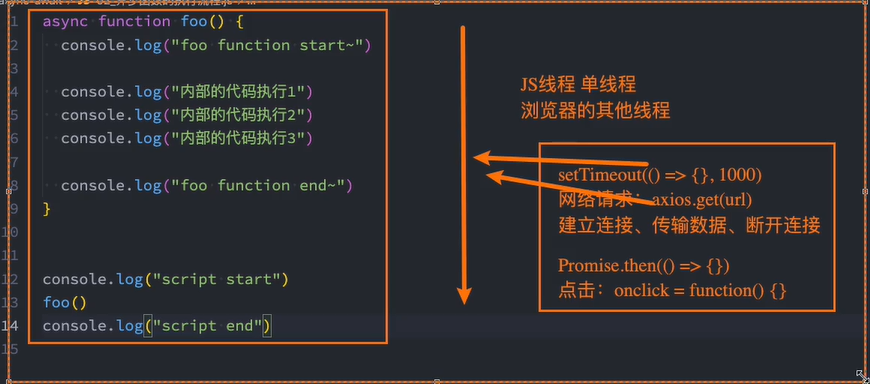 1 async function foo() {
2 console.log("foo function start~")
3
4 console.log("内部的代码执行1")
5 console.log("内部的代码执行2")
6 console.log("内部的代码执行3")
7
8 console.log("foo function end~")
9 }
10
11
12 console.log("script start")
13 foo()
14 console.log("script end")
15
JS线程 单线程
浏览器的其他线程
setTimeout(() => {}, 1000)
网络请求：axios.get(url)
建立连接、传输数据、断开连接
Promise.then(() => {})
点击：onclick = function() {}